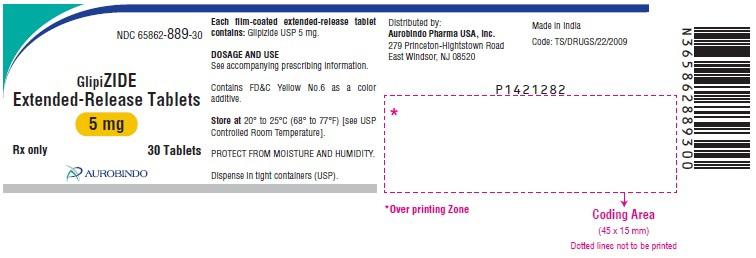 NDC 65862-889-30
GlipiZIDE
Extended-Release Tablets
5 mg
Rx only 30 Tablets
AUROBINDO
Each film-coated extended-release tablet
contains: Glipizide USP 5 mg.
DOSAGE AND USE
See accompanying prescribing information.
Contains FD&C Yellow No.6 as a color
additive.
Store at 20° to 25°C (68° to 77°F) [see USP
Controlled Room Temperature].
PROTECT FROM MOISTURE AND HUMIDITY.
Dispense in tight containers (USP).
Distributed by:
Aurobindo Pharma USA, Inc.
279 Princeton-Hightstown Road
East Windsor, NJ 08520
Made in India
Code: TS/DRUGS/22/2009
P1421282
*
*Over printing Zone
Coding Area
(45 x 15 mm)
Dotted lines not to be printed
N365862889300